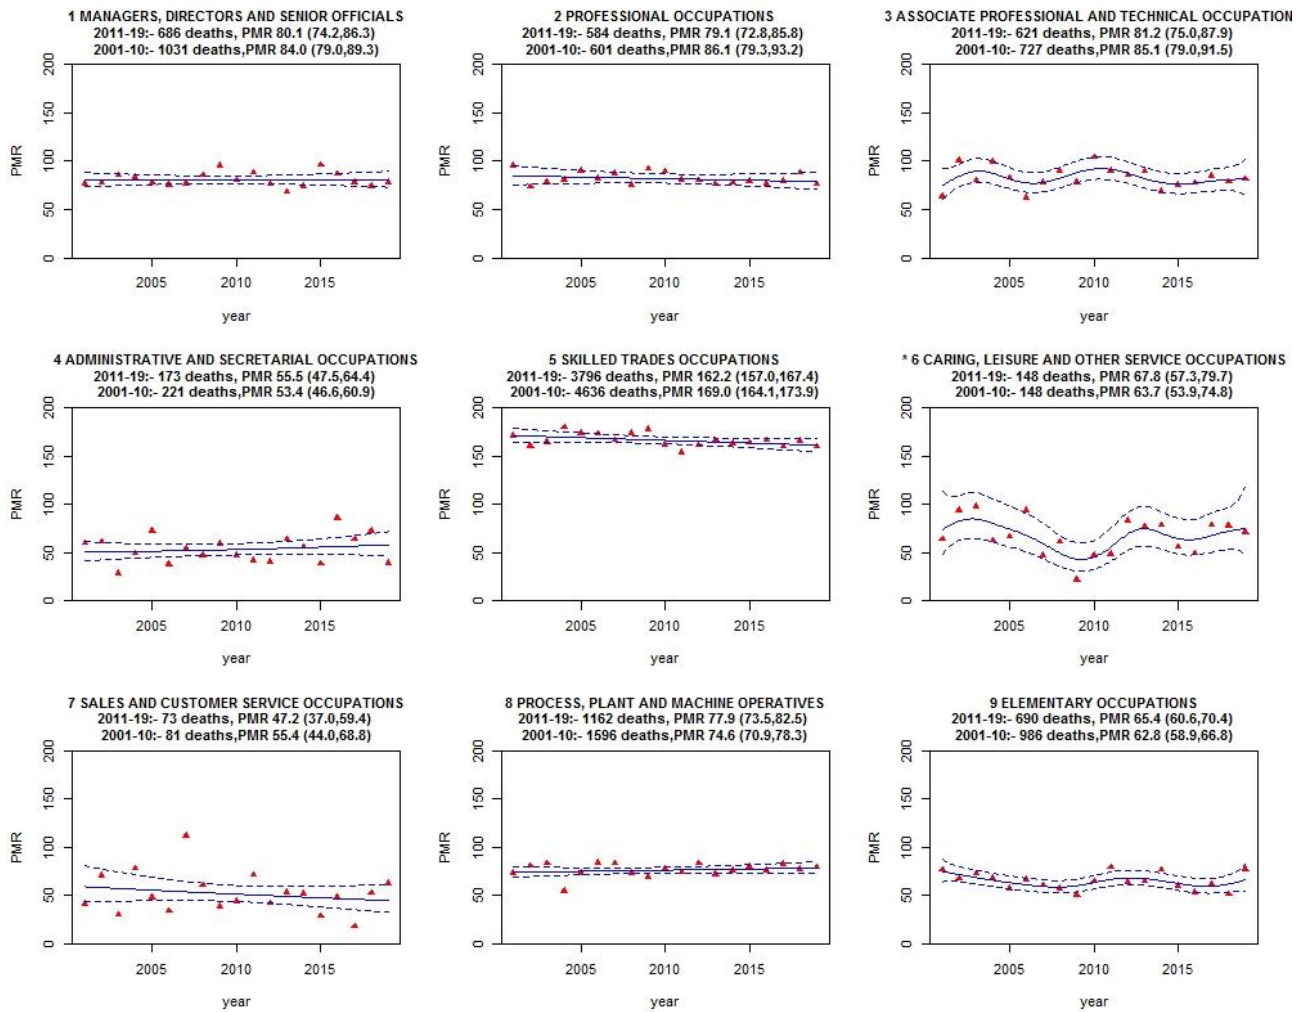 1 MANAGERS, DIRECTORS AND SENIOR OFFICIALS
2011-19:- 686 deaths, PMR 80.1 (74.2,86.3)
2001-10:- 1031 deaths,PMR 84.0 (79.0,89.3)
PMR
200
150
100
50
0
2005 2010 2015
year
2 PROFESSIONAL OCCUPATIONS
2011-19:- 584 deaths, PMR 79.1 (72.8,85.8)
2001-10:- 601 deaths,PMR 86.1 (79.3,93.2)
PMR
200
150
100
50
0
2005 2010 2015
year
3 ASSOCIATE PROFESSIONAL AND TECHNICAL OCCUPATION
2011-19:- 621 deaths, PMR 81.2 (75.0,87.9)
2001-10:- 727 deaths,PMR 85.1 (79.0,91.5)
PMR
200
150
100
50
0
2005 2010 2015
year
4 ADMINISTRATIVE AND SECRETARIAL OCCUPATIONS
2011-19:- 173 deaths, PMR 55.5 (47.5,64.4)
2001-10:- 221 deaths,PMR 53.4 (46.6,60.9)
PMR
200
150
100
50
0
2005 2010 2015
year
5 SKILLED TRADES OCCUPATIONS
2011-19:- 3796 deaths, PMR 162.2 (157.0,167.4)
2001-10:- 4636 deaths,PMR 169.0 (164.1,173.9)
PMR
200
150
100
50
0
2005 2010 2015
year
* 6 CARING, LEISURE AND OTHER SERVICE OCCUPATIONS
2011-19:- 148 deaths, PMR 67.8 (57.3,79.7)
2001-10:- 148 deaths,PMR 63.7 (53.9,74.8)
PMR
200
150
100
50
0
2005 2010 2015
year
7 SALES AND CUSTOMER SERVICE OCCUPATIONS
2011-19:- 73 deaths, PMR 47.2 (37.0,59.4)
2001-10:- 81 deaths,PMR 55.4 (44.0,68.8)
PMR
200
150
100
50
0
2005 2010 2015
year
8 PROCESS, PLANT AND MACHINE OPERATIVES
2011-19:- 1162 deaths, PMR 77.9 (73.5,82.5)
2001-10:- 1596 deaths,PMR 74.6 (70.9,78.3)
PMR
200
150
100
50
0
2005 2010 2015
year
9 ELEMENTARY OCCUPATIONS
2011-19:- 690 deaths, PMR 65.4 (60.6,70.4)
2001-10:- 986 deaths,PMR 62.8 (58.9,66.8)
PMR
200
150
100
50
0
2005 2010 2015
year